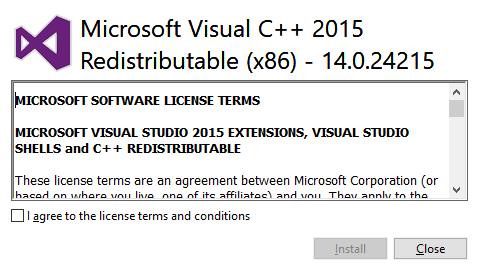 Microsoft Visual C++ 2015
Redistributable (x86) - 14.0.24215
MICROSOFT SOFTWARE LICENSE TERMS
MICROSOFT VISUAL STUDIO 2015 EXTENSIONS, VISUAL STUDIO
SHELLS and C++ REDISTRIBUTABLE
These license terms are an agreement between Microsoft Corporation (or
based on where you live, one of its affiliates) and you. They apply to the
I agree to the license terms and conditions
Install
Close